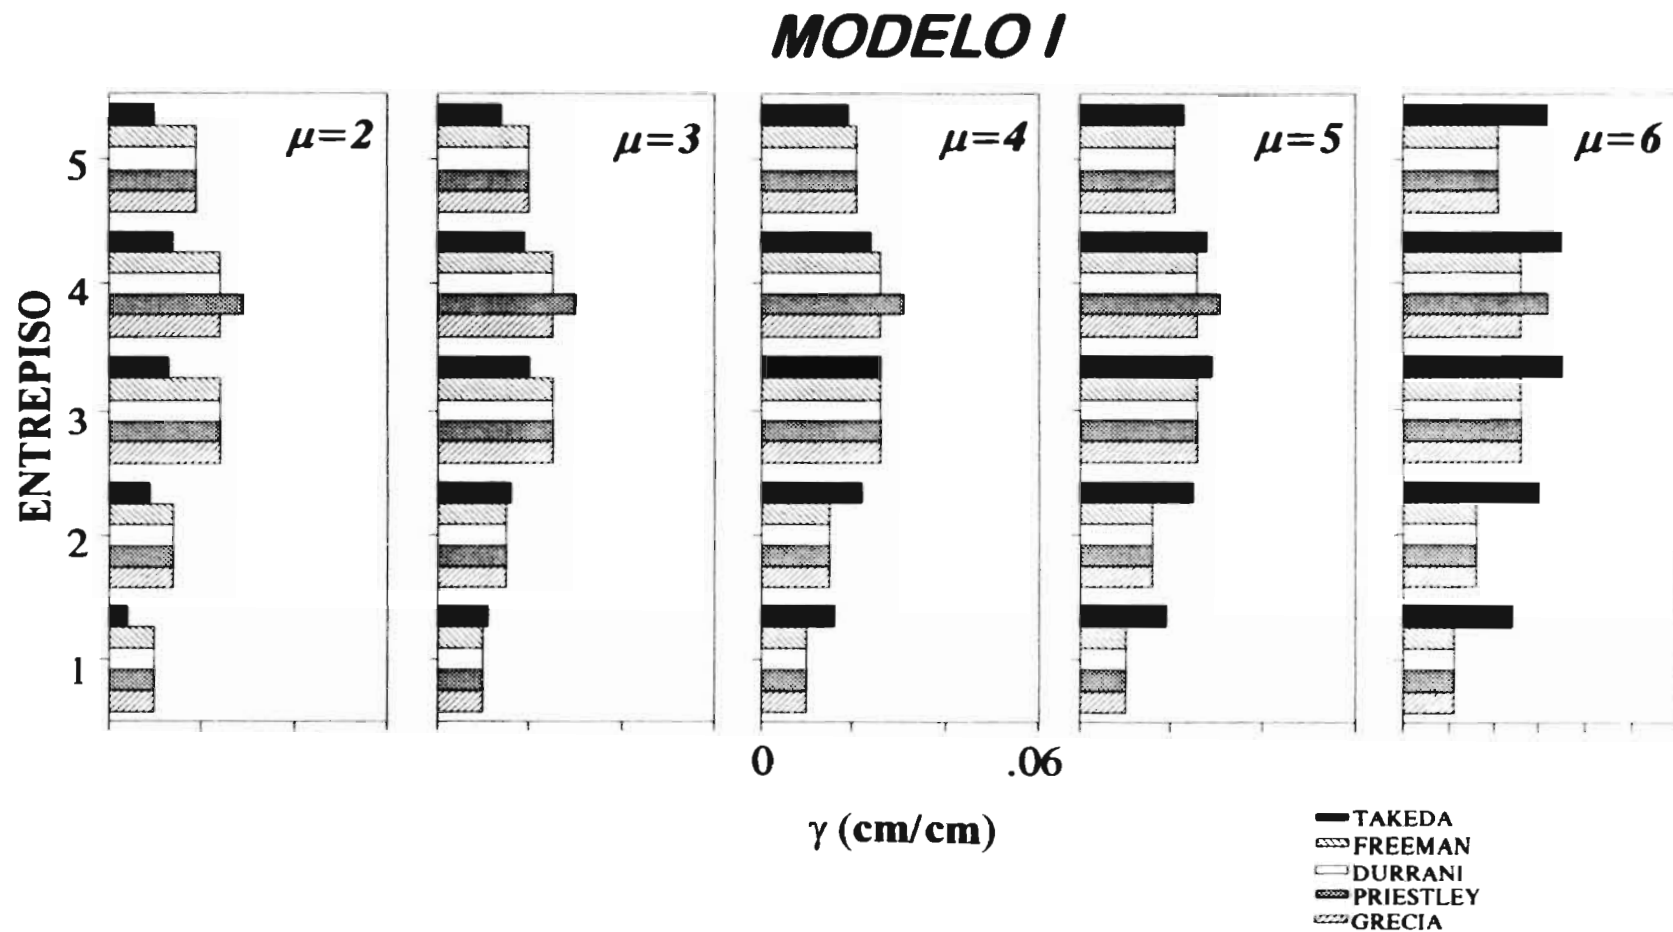 MODELO I
μ=2
μ=3
μ=4
μ=5
μ=6
5
4
3
2
1
ENTREPISO
0
.06
γ (cm/cm)
TAKEDA
FREEMAN
DURRANI
PRIESTLEY
GRECIA